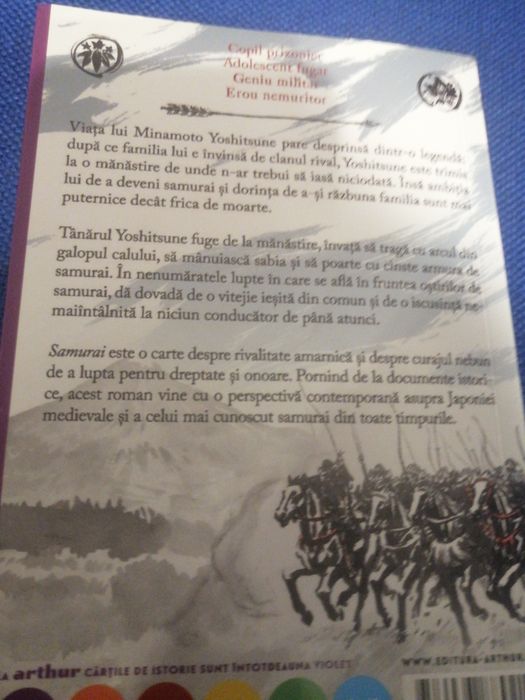 Copil prizonier
Adolescent fugar
Geniu militar
Erou nemuritor
Viața lui Minamoto Yoshitsune pare desprinsă dintr-o legendă:
după ce familia lui e învinsă de clanul rival, Yoshitsune este trimis
la o mănăstire de unde n-ar trebui să iasă niciodată. Însă ambiția
lui de a deveni samurai și dorința de a-și răzbuna familia sunt mai
puternice decât frica de moarte.
Tânărul Yoshitsune fuge de la mănăstire, învață să tragă cu arcul din
galopul calului, să mânuiască sabia și să poarte cu cinste armura de
samurai. În nenumăratele lupte în care se află în fruntea oștirilor de
samurai, dă dovadă de o vitejie ieșită din comun și de o iscusință ne-
maiîntâlnită la niciun conducător de până atunci.
Samurai este o carte despre rivalitate amarnică și despre curajul nebun
de a lupta pentru dreptate și onoare. Pornind de la documente istori-
ce, acest roman vine cu o perspectivă contemporană asupra Japoniei
medievale și a celui mai cunoscut samurai din toate timpurile.
arthur CĂRȚILE DE ISTORIE SUNT ÎNTOTDEAUNA VIOLET
WWW.EDITURA-ARTHUR.